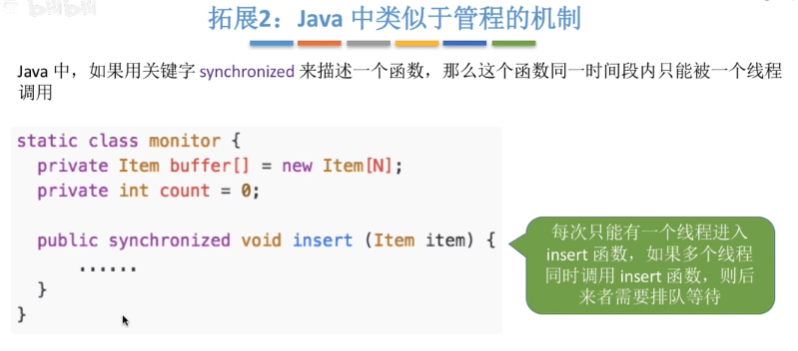 拓展2：Java 中类似于管程的机制
Java 中，如果用关键字 synchronized 来描述一个函数，那么这个函数同一时间段内只能被一个线程
调用
static class monitor {
private Item buffer[] = new Item[N];
private int count = 0;
public synchronized void insert (Item item) {
......
}
}
每次只能有一个线程进入
insert 函数，如果多个线程
同时调用 insert 函数，则后
来者需要排队等待